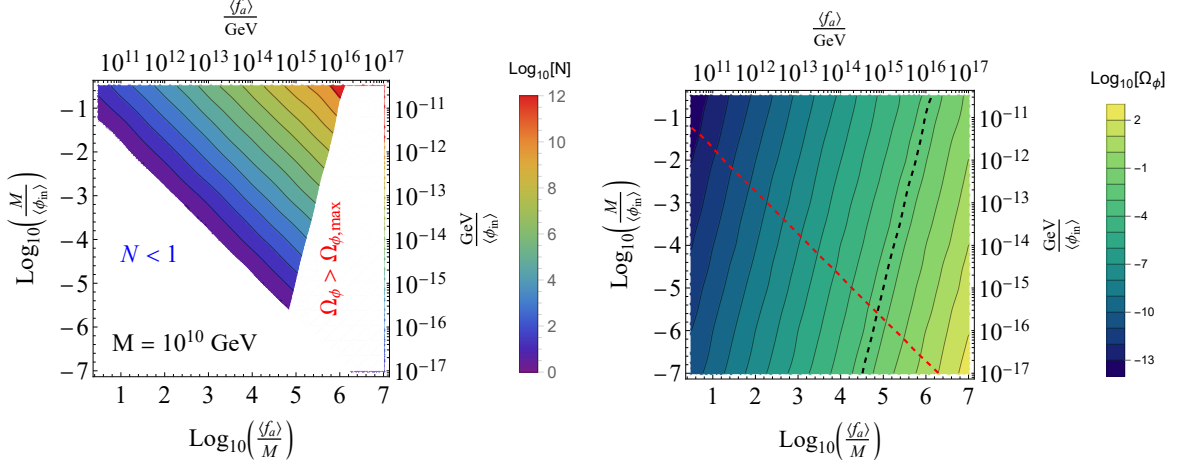 ⟨f_a⟩/GeV
10^11 10^12 10^13 10^14 10^15 10^16 10^17
Log_10(M/⟨ϕ_in⟩)
−1
−2
−3
−4
−5
−6
−7
N < 1
Ω_ϕ > Ω_ϕ,max
M = 10^10 GeV
10^−11
10^−12
10^−13
10^−14
10^−15
10^−16
10^−17
GeV/⟨ϕ_in⟩
1 2 3 4 5 6 7
Log_10(⟨f_a⟩/M)
Log_10[N]
12
10
8
6
4
2
0
⟨f_a⟩/GeV
10^11 10^12 10^13 10^14 10^15 10^16 10^17
Log_10(M/⟨ϕ_in⟩)
−1
−2
−3
−4
−5
−6
−7
10^−11
10^−12
10^−13
10^−14
10^−15
10^−16
10^−17
GeV/⟨ϕ_in⟩
1 2 3 4 5 6 7
Log_10(⟨f_a⟩/M)
Log_10[Ω_ϕ]
2
−1
−4
−7
−10
−13